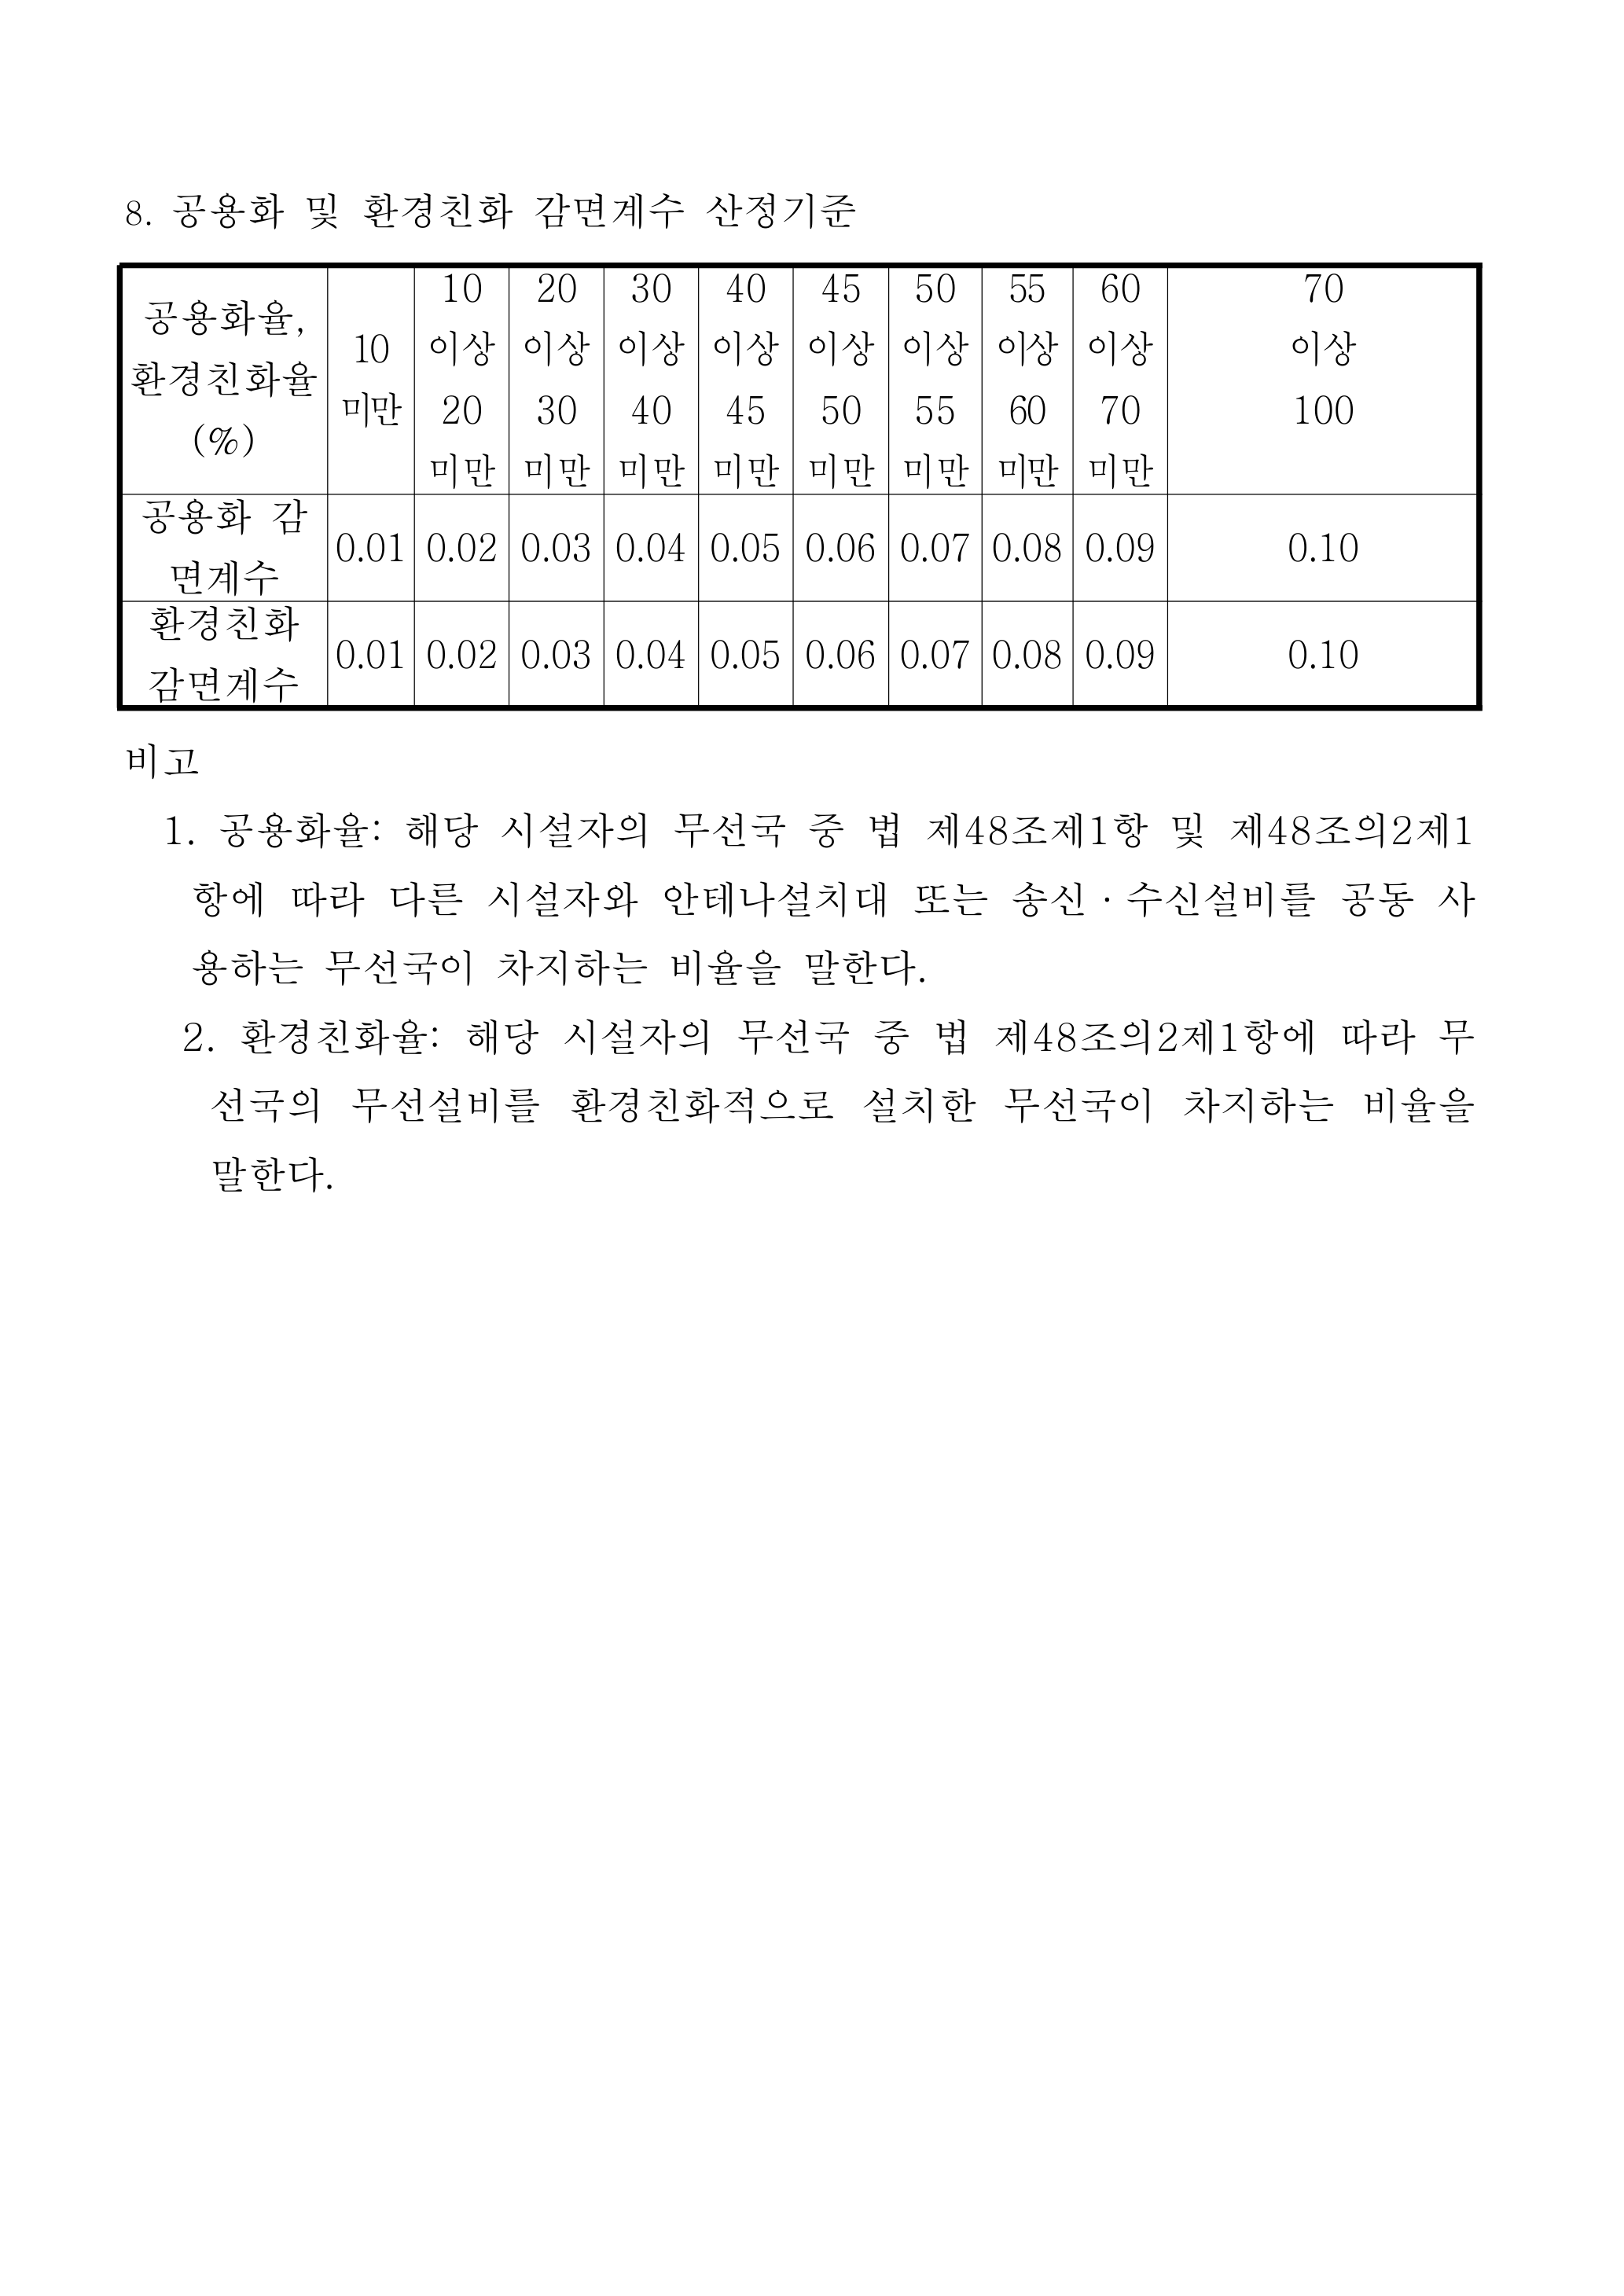 8. 공용화 및 환경친화 감면계수 산정기준
공용화율,
환경친화율
(%)
10
미만
10
이상
20
미만
20
이상
30
미만
30
이상
40
미만
40
이상
45
미만
45
이상
50
미만
50
이상
55
미만
55
이상
60
미만
60
이상
70
미만
70
이상
100
공용화 감
면계수
0.01 0.02 0.03 0.04 0.05 0.06 0.07 0.08 0.09 0.10
환경친화
감면계수
0.01 0.02 0.03 0.04 0.05 0.06 0.07 0.08 0.09 0.10
비고
1. 공용화율: 해당 시설자의 무선국 중 법 제48조제1항 및 제48조의2제1
항에 따라 다른 시설자와 안테나설치대 또는 송신·수신설비를 공동 사
용하는 무선국이 차지하는 비율을 말한다.
2. 환경친화율: 해당 시설자의 무선국 중 법 제48조의2제1항에 따라 무
선국의 무선설비를 환경친화적으로 설치한 무선국이 차지하는 비율을
말한다.